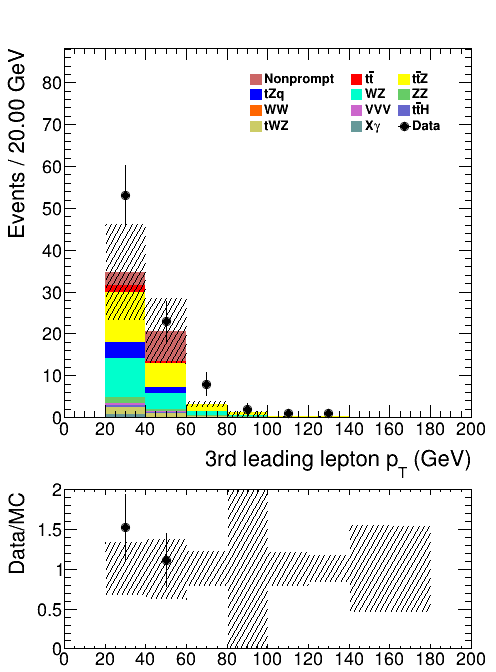 Events / 20.00 GeV
80
70
60
50
40
30
20
10
0
Nonprompt tt̄ tt̄Z
tZq WZ ZZ
WW VVV tt̄H
tWZ Xγ Data
0 20 40 60 80 100 120 140 160 180 200
3rd leading lepton p_T (GeV)
Data/MC
2
1.5
1
0.5
0
0 20 40 60 80 100 120 140 160 180 200